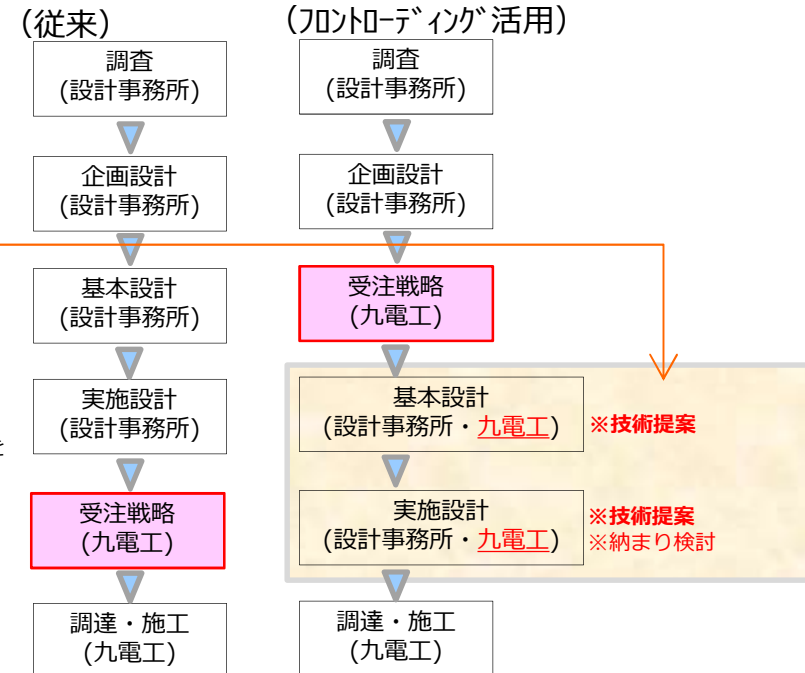 （従来）
調査
(設計事務所)
企画設計
(設計事務所)
基本設計
(設計事務所)
実施設計
(設計事務所)
受注戦略
(九電工)
調達・施工
(九電工)
（ﾌﾛﾝﾄﾛｰﾃﾞｨﾝｸﾞ活用）
調査
(設計事務所)
企画設計
(設計事務所)
受注戦略
(九電工)
基本設計
(設計事務所・九電工)
※技術提案
実施設計
(設計事務所・九電工)
※技術提案
※納まり検討
調達・施工
(九電工)